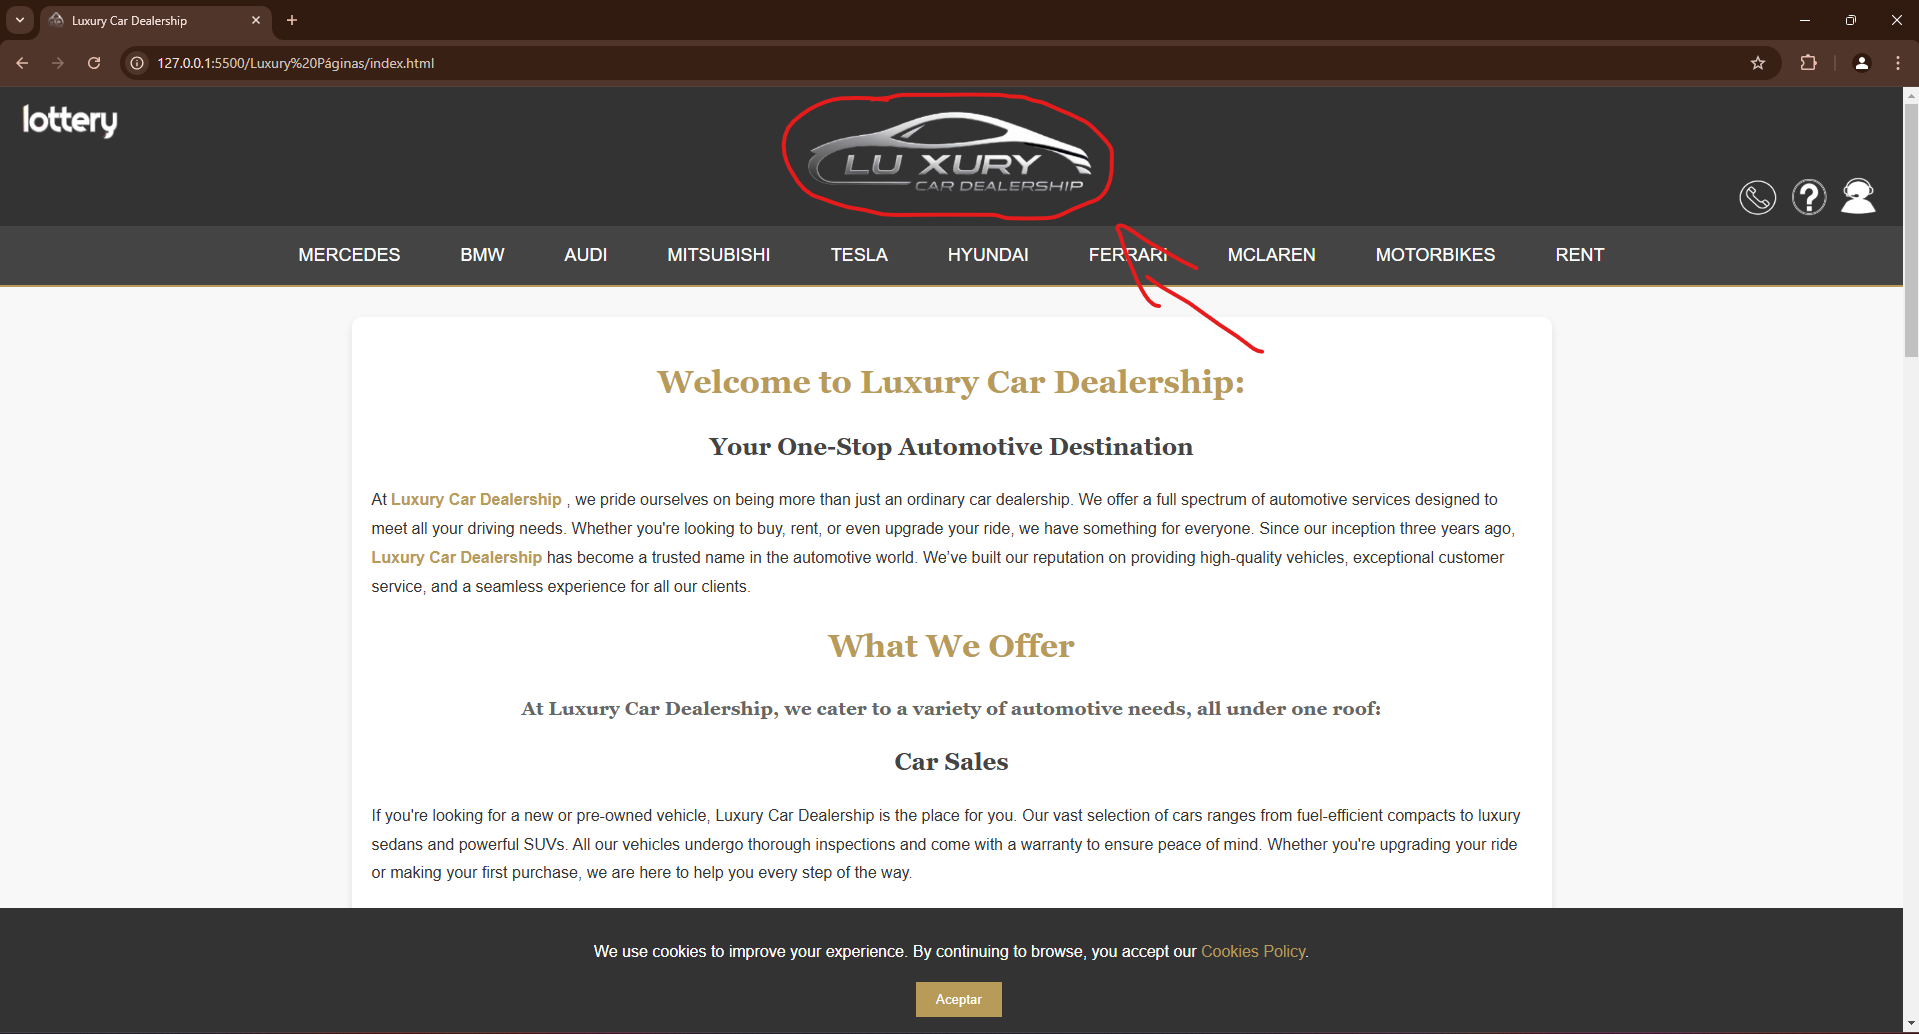 Luxury Car Dealership
127.0.0.1:5500/Luxury%20Páginas/index.html
lottery
LU XURY
CAR DEALERSHIP
MERCEDES BMW AUDI MITSUBISHI TESLA HYUNDAI FERRARI MCLAREN MOTORBIKES RENT
Welcome to Luxury Car Dealership:
Your One-Stop Automotive Destination
At Luxury Car Dealership , we pride ourselves on being more than just an ordinary car dealership. We offer a full spectrum of automotive services designed to
meet all your driving needs. Whether you're looking to buy, rent, or even upgrade your ride, we have something for everyone. Since our inception three years ago,
Luxury Car Dealership has become a trusted name in the automotive world. We’ve built our reputation on providing high-quality vehicles, exceptional customer
service, and a seamless experience for all our clients.
What We Offer
At Luxury Car Dealership, we cater to a variety of automotive needs, all under one roof:
Car Sales
If you're looking for a new or pre-owned vehicle, Luxury Car Dealership is the place for you. Our vast selection of cars ranges from fuel-efficient compacts to luxury
sedans and powerful SUVs. All our vehicles undergo thorough inspections and come with a warranty to ensure peace of mind. Whether you're upgrading your ride
or making your first purchase, we are here to help you every step of the way.
We use cookies to improve your experience. By continuing to browse, you accept our Cookies Policy.
Aceptar